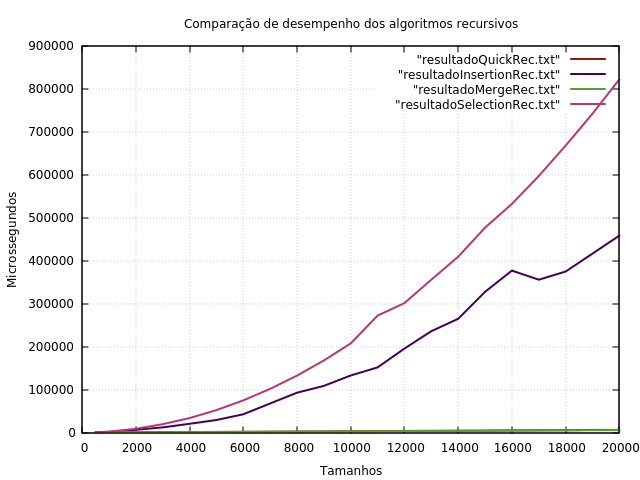 Comparação de desempenho dos algoritmos recursivos
900000
800000
700000
600000
500000
400000
300000
200000
100000
0
Microssegundos
"resultadoQuickRec.txt"
"resultadoInsertionRec.txt"
"resultadoMergeRec.txt"
"resultadoSelectionRec.txt"
0 2000 4000 6000 8000 10000 12000 14000 16000 18000 20000
Tamanhos